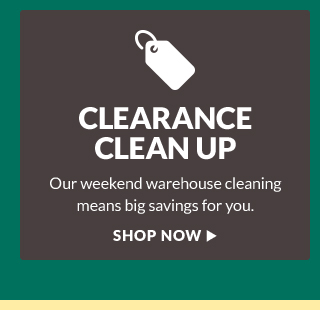 CLEARANCE
CLEAN UP
Our weekend warehouse cleaning
means big savings for you.
SHOP NOW ▶